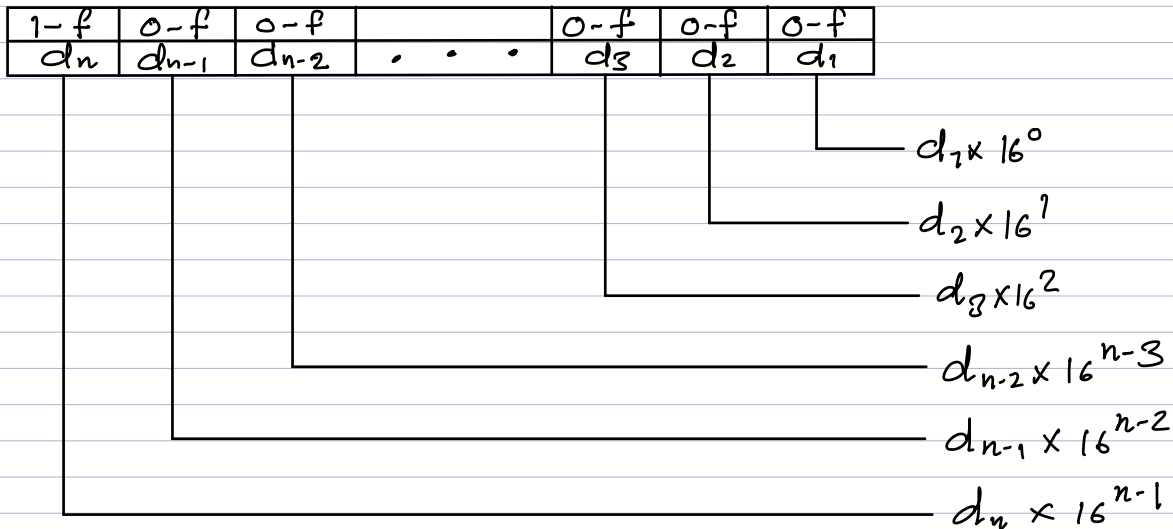 1-f 0-f 0-f 0-f 0-f 0-f
dn dn-1 dn-2 . . . d3 d2 d1
d1 x 16^0
d2 x 16^1
d3 x 16^2
dn-2 x 16^n-3
dn-1 x 16^n-2
dn x 16^n-1